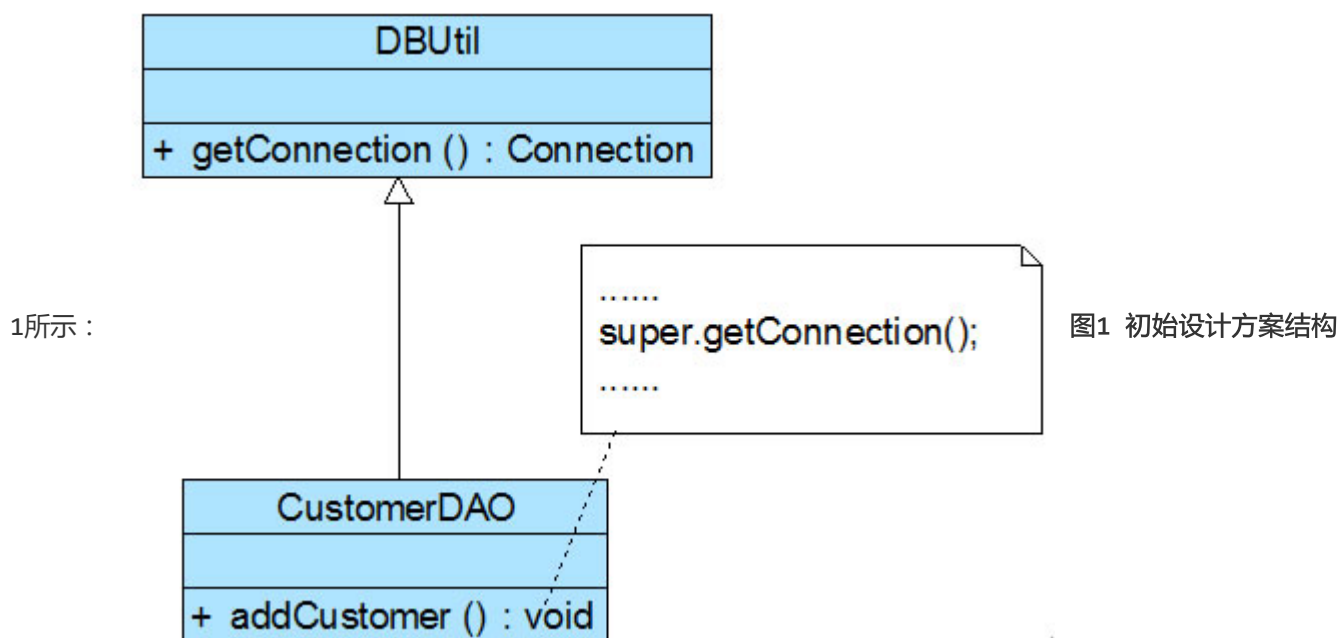 DBUtil
+ getConnection () : Connection
1所示：
......
super.getConnection();
......
图1 初始设计方案结构
CustomerDAO
+ addCustomer () : void